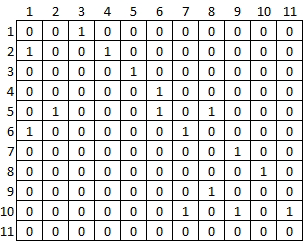 1 2 3 4 5 6 7 8 9 10 11
1 0 0 1 0 0 0 0 0 0 0 0
2 1 0 0 1 0 0 0 0 0 0 0
3 0 0 0 0 1 0 0 0 0 0 0
4 0 0 0 0 0 1 0 0 0 0 0
5 0 1 0 0 0 1 0 1 0 0 0
6 1 0 0 0 0 0 1 0 0 0 0
7 0 0 0 0 0 0 0 0 1 0 0
8 0 0 0 0 0 0 0 0 0 1 0
9 0 0 0 0 0 0 0 1 0 0 0
10 0 0 0 0 0 0 1 0 1 0 1
11 0 0 0 0 0 0 0 0 0 0 0